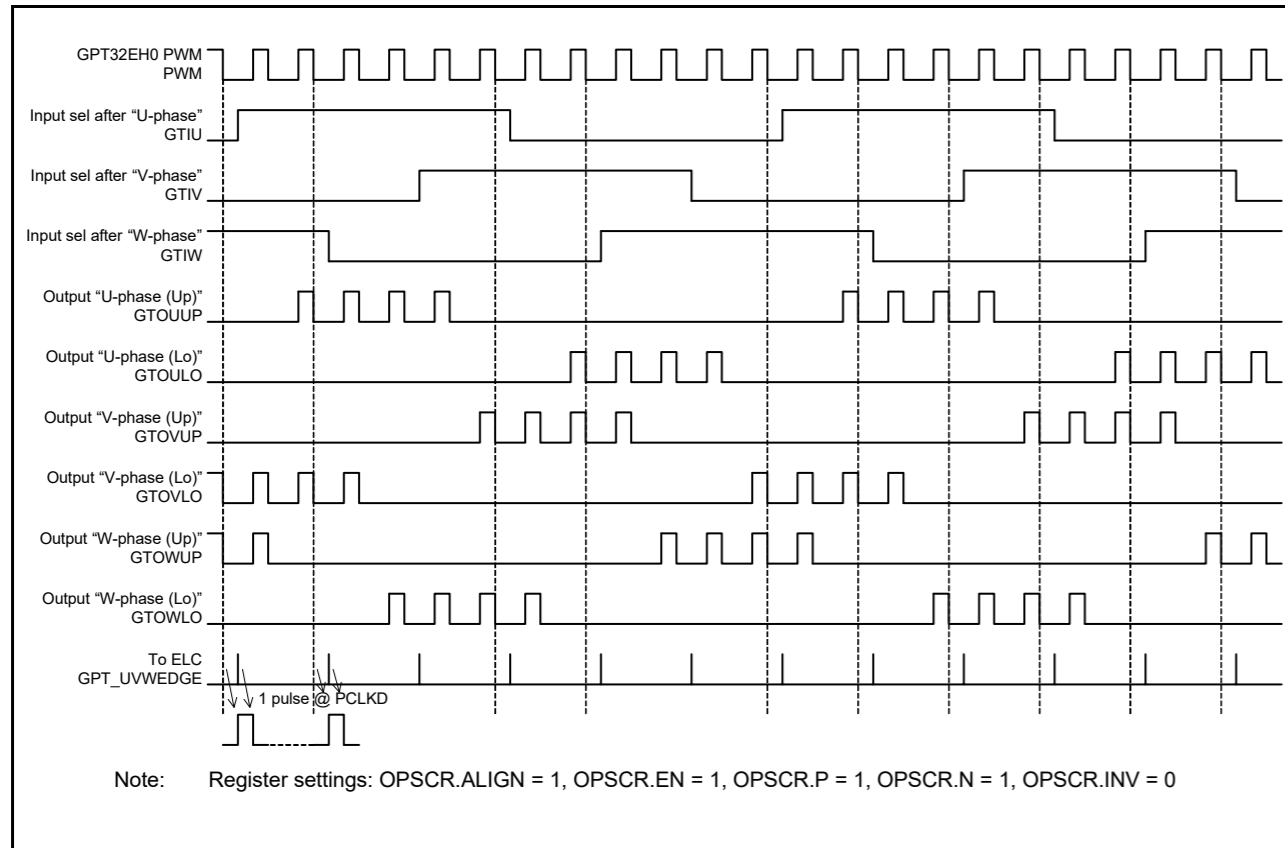 GPT32EH0 PWM
PWM
Input sel after “U-phase”
GTIU
Input sel after “V-phase”
GTIV
Input sel after “W-phase”
GTIW
Output “U-phase (Up)”
GTOUUP
Output “U-phase (Lo)”
GTOULO
Output “V-phase (Up)”
GTOVUP
Output “V-phase (Lo)”
GTOVLO
Output “W-phase (Up)”
GTOWUP
Output “W-phase (Lo)”
GTOWLO
To ELC
GPT_UVWEDGE
1 pulse @ PCLKD
Note: Register settings: OPSCR.ALIGN = 1, OPSCR.EN = 1, OPSCR.P = 1, OPSCR.N = 1, OPSCR.INV = 0